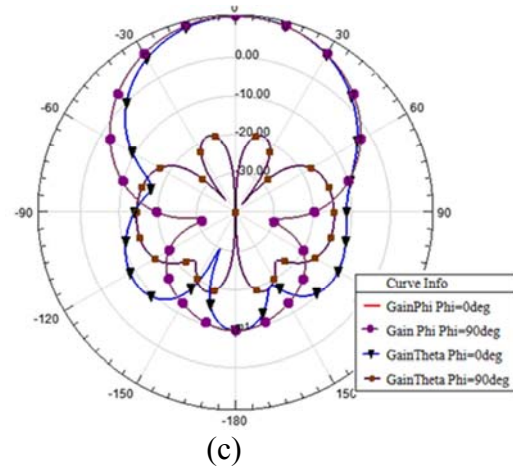 0
-30
30
0.00
-10.00
-60
60
-20.00
-30.00
-90
90
Curve Info
GainPhi Phi=0deg
Gain Phi Phi=90deg
GainTheta Phi=0deg
GainTheta Phi=90deg
-120
-150
150
-180
(c)